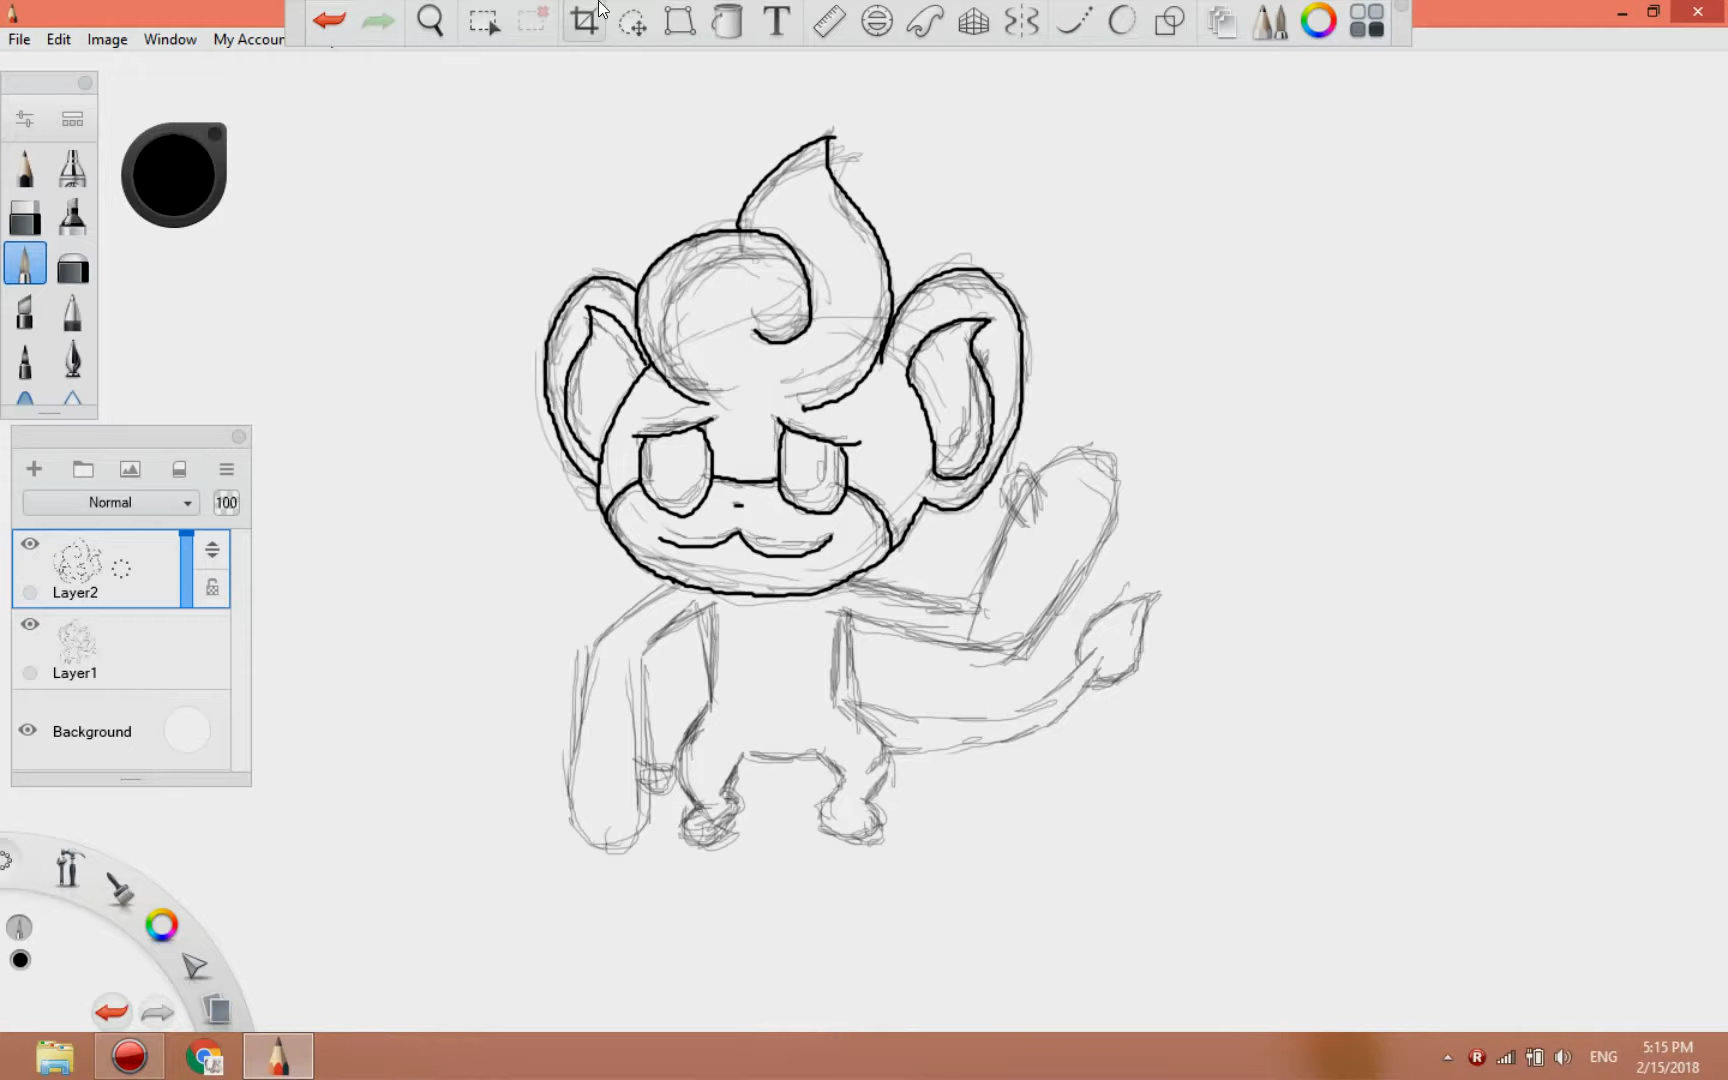 File Edit Image Window My Accoun
T
Normal 100
Layer2
Layer1
Background
R ENG 5:15 PM
2/15/2018